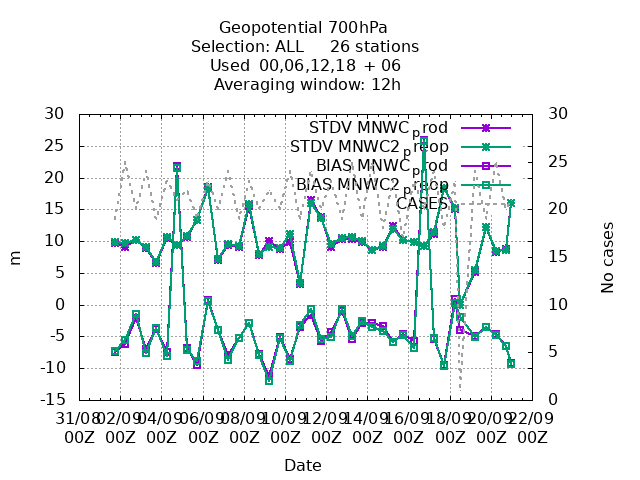 Geopotential 700hPa
Selection: ALL 26 stations
Used 00,06,12,18 + 06
Averaging window: 12h
STDV MNWC_prod
STDV MNWC2_preop
BIAS MNWC_prod
BIAS MNWC2_preop
CASES
30
25
20
15
10
5
0
-5
-10
-15
m
30
25
20
15
10
5
0
No cases
31/08 02/09 04/09 06/09 08/09 10/09 12/09 14/09 16/09 18/09 20/09 22/09
00Z 00Z 00Z 00Z 00Z 00Z 00Z 00Z 00Z 00Z 00Z 00Z
Date